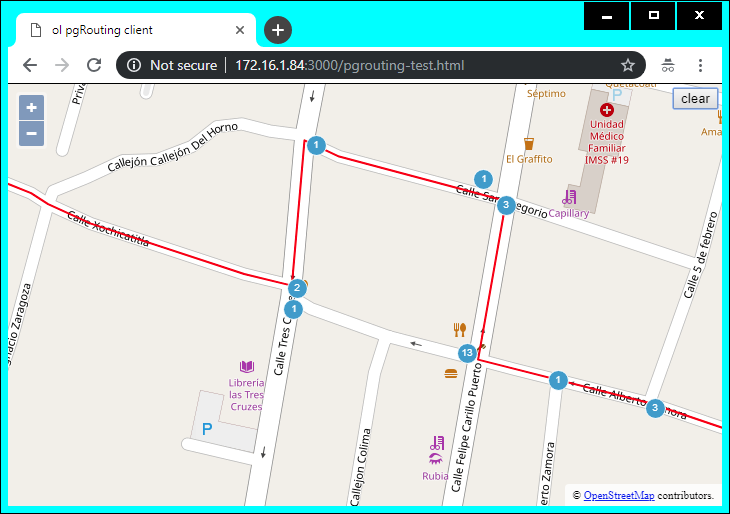 ol pgRouting client
Not secure
172.16.1.84:3000/pgrouting-test.html
+
−
clear
Séptimo
P
Unidad
Médico
Familiar
IMSS #19
El Graffito
Callejón Callejón Del Horno
1
1
Calle San Gregorio
3
Capillary
Calle Xochicatitla
Calle 5 de febrero
2
1
Ignacio Zaragoza
Calle Tres C
13
1
Calle Alberto Zamora
3
Librería
las Tres
Cruzes
P
Callejon Colima
Calle Felipe Carillo Puerto
Rubia
erto Zamora
© OpenStreetMap contributors.